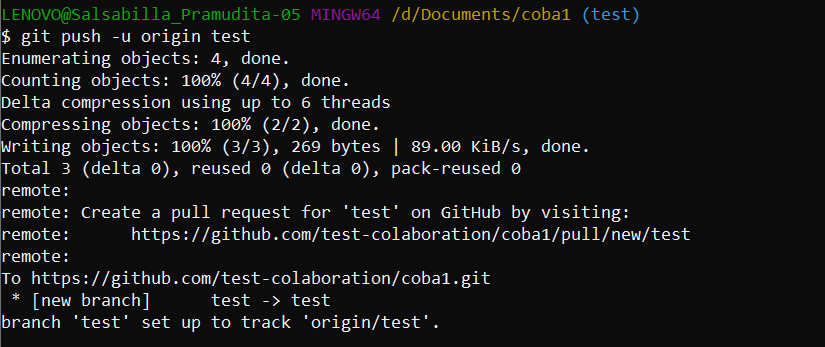 LENOVO@Salsabilla_Pramudita-05 MINGW64 /d/Documents/coba1 (test)
$ git push -u origin test
Enumerating objects: 4, done.
Counting objects: 100% (4/4), done.
Delta compression using up to 6 threads
Compressing objects: 100% (2/2), done.
Writing objects: 100% (3/3), 269 bytes | 89.00 KiB/s, done.
Total 3 (delta 0), reused 0 (delta 0), pack-reused 0
remote:
remote: Create a pull request for 'test' on GitHub by visiting:
remote:      https://github.com/test-colaboration/coba1/pull/new/test
remote:
To https://github.com/test-colaboration/coba1.git
 * [new branch]      test -> test
branch 'test' set up to track 'origin/test'.